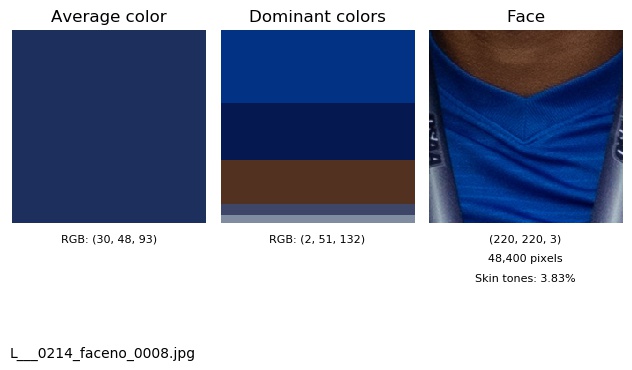 Average color
Dominant colors
Face
RGB: (30, 48, 93)
RGB: (2, 51, 132)
(220, 220, 3)
48,400 pixels
Skin tones: 3.83%
L___0214_faceno_0008.jpg